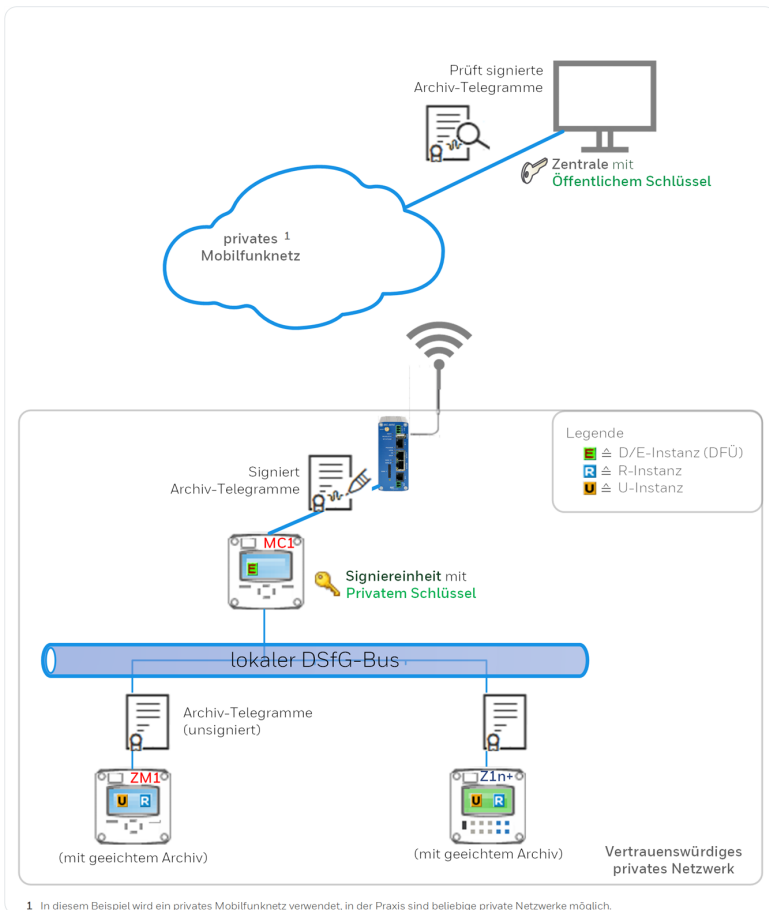 Prüft signierte
Archiv-Telegramme
Zentrale mit
Öffentlichem Schlüssel
privates 1
Mobilfunknetz
Legende
E ≙ D/E-Instanz (DFÜ)
R ≙ R-Instanz
U ≙ U-Instanz
Signiert
Archiv-Telegramme
MC1
E
Signiereinheit mit
Privatem Schlüssel
lokaler DSfG-Bus
Archiv-Telegramme
(unsigniert)
ZM1
U R
Z1n+
U R
(mit geeichtem Archiv)
(mit geeichtem Archiv)
Vertrauenswürdiges
privates Netzwerk
1 In diesem Beispiel wird ein privates Mobilfunknetz verwendet, in der Praxis sind beliebige private Netzwerke möglich.